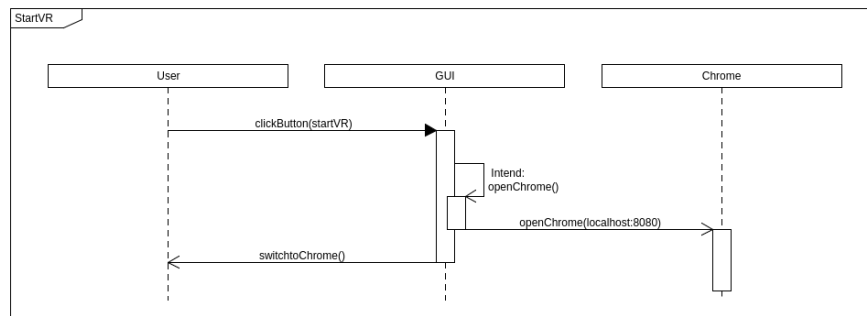 StartVR
User
GUI
Chrome
clickButton(startVR)
Intend:
openChrome()
openChrome(localhost:8080)
switchtoChrome()